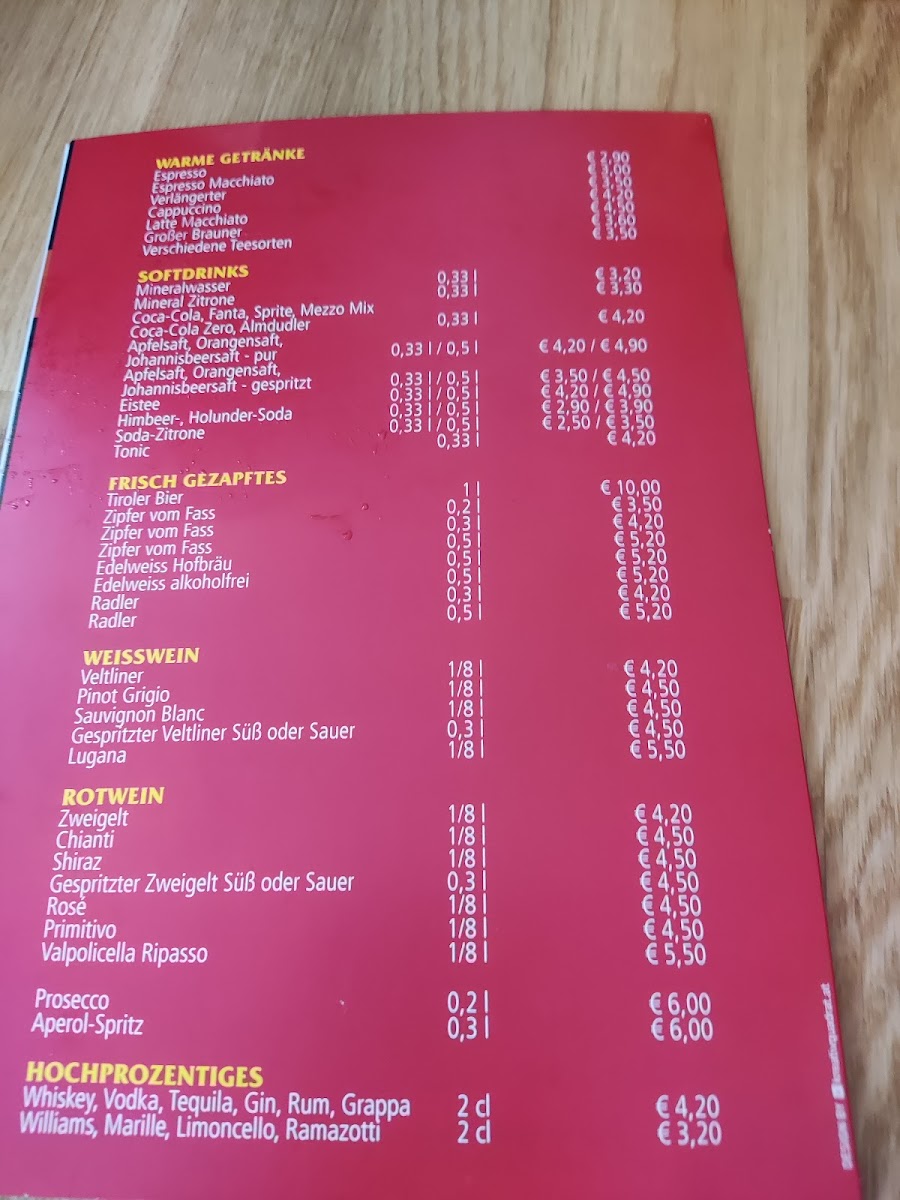 WARME GETRÄNKE
Espresso € 2,90
Espresso Macchiato € 3,00
Verlängerter € 3,50
Cappuccino € 4,20
Latte Macchiato € 4,50
Großer Brauner € 3,60
Verschiedene Teesorten € 3,50
SOFTDRINKS
Mineralwasser 0,33 l € 3,20
Mineral Zitrone 0,33 l € 3,30
Coca-Cola, Fanta, Sprite, Mezzo Mix
Coca-Cola Zero, Almdudler 0,33 l € 4,20
Apfelsaft, Orangensaft,
Johannisbeersaft - pur 0,33 l / 0,5 l € 4,20 / € 4,90
Apfelsaft, Orangensaft,
Johannisbeersaft - gespritzt 0,33 l / 0,5 l € 3,50 / € 4,50
Eistee 0,33 l / 0,5 l € 4,20 / € 4,90
Himbeer-, Holunder-Soda 0,33 l / 0,5 l € 2,90 / € 3,90
Soda-Zitrone 0,33 l / 0,5 l € 2,50 / € 3,50
Tonic 0,33 l € 4,20
FRISCH GEZAPFTES
Tiroler Bier 1 l € 10,00
Zipfer vom Fass 0,2 l € 3,50
Zipfer vom Fass 0,3 l € 4,20
Zipfer vom Fass 0,5 l € 5,20
Edelweiss Hofbräu 0,5 l € 5,20
Edelweiss alkoholfrei 0,5 l € 5,20
Radler 0,3 l € 4,20
Radler 0,5 l € 5,20
WEISSWEIN
Veltliner 1/8 l € 4,20
Pinot Grigio 1/8 l € 4,50
Sauvignon Blanc 1/8 l € 4,50
Gespritzter Veltliner Süß oder Sauer 0,3 l € 4,50
Lugana 1/8 l € 5,50
ROTWEIN
Zweigelt 1/8 l € 4,20
Chianti 1/8 l € 4,50
Shiraz 1/8 l € 4,50
Gespritzter Zweigelt Süß oder Sauer 0,3 l € 4,50
Rosé 1/8 l € 4,50
Primitivo 1/8 l € 4,50
Valpolicella Ripasso 1/8 l € 5,50
Prosecco 0,2 l € 6,00
Aperol-Spritz 0,3 l € 6,00
HOCHPROZENTIGES
Whiskey, Vodka, Tequila, Gin, Rum, Grappa 2 cl € 4,20
Williams, Marille, Limoncello, Ramazotti 2 cl € 3,20
DESIGN BY